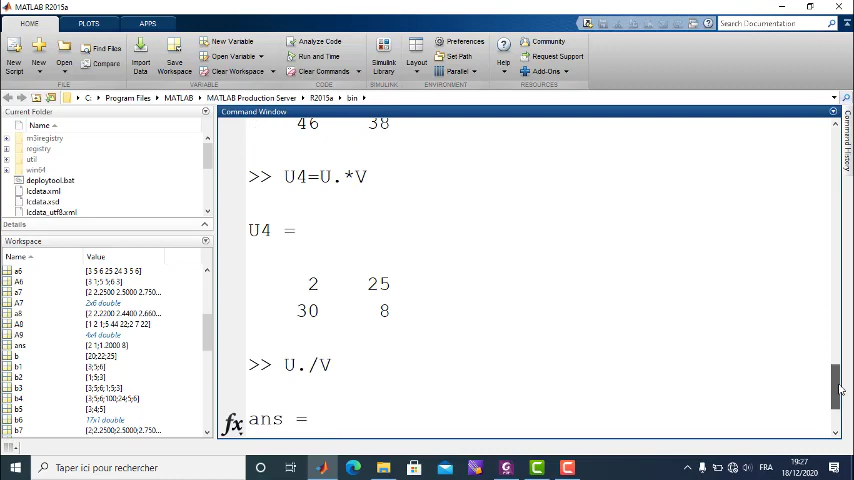 MATLAB R2015a
HOME PLOTS APPS
Search Documentation
New Script
New
Open
Find Files
Compare
Import Data
Save Workspace
New Variable
Open Variable
Clear Workspace
Analyze Code
Run and Time
Clear Commands
Simulink Library
Layout
Preferences
Set Path
Parallel
Help
Community
Request Support
Add-Ons
FILE VARIABLE CODE SIMULINK ENVIRONMENT RESOURCES
C: Program Files MATLAB MATLAB Production Server R2015a bin
Current Folder
Name
m3iregistry
registry
util
win64
deploytool.bat
lcdata.xml
lcdata.xsd
lcdata_utf8.xml
Details
Workspace
Name Value
a6 [3 5 6 25 24 3 5 6]
A6 [3 1;5 5;6 3]
a7 [2 2.2500 2.5000 2.750...
A7 2x6 double
a8 [2 2.2200 2.4400 2.660...
A8 [1 2 1;5 44 22;2 7 22]
A9 4x4 double
ans [2 1;1.2000 8]
b [20;22;25]
b1 [3;5;6]
b2 [1;5;3]
b3 [3;5;6;1;5;3]
b4 [3;5;6;100;24;5;6]
b5 [3;4;5]
b6 17x1 double
b7 [2;2.2500;2.5000;2.750...
Command Window
46 38
>> U4=U.*V
U4 =
2 25
30 8
>> U./V
fx ans =
Command History
Taper ici pour rechercher
FRA
19:27
18/12/2020